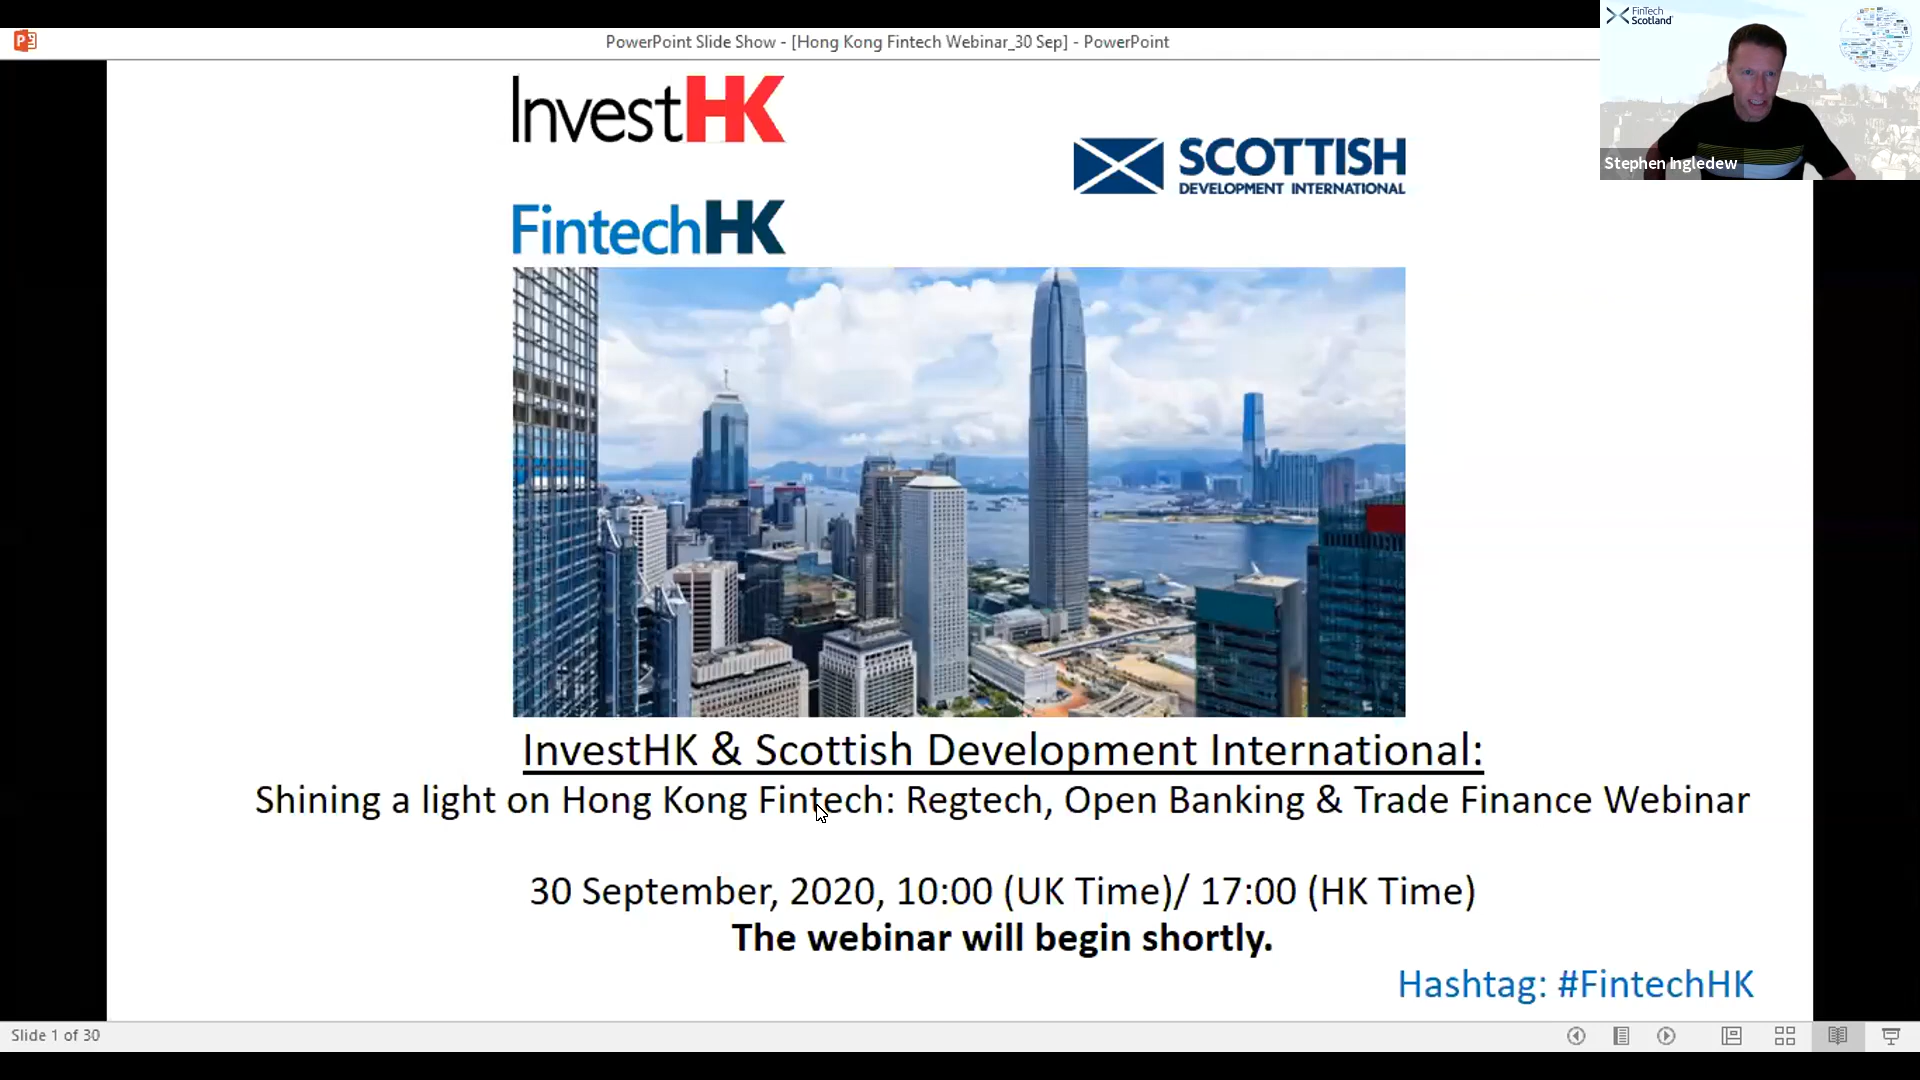 PowerPoint Slide Show - [Hong Kong Fintech Webinar_30 Sep] - PowerPoint
FinTech
Scotland
Stephen Ingledew
InvestHK
SCOTTISH
DEVELOPMENT INTERNATIONAL
FintechHK
InvestHK & Scottish Development International:
Shining a light on Hong Kong Fintech: Regtech, Open Banking & Trade Finance Webinar
30 September, 2020, 10:00 (UK Time)/ 17:00 (HK Time)
The webinar will begin shortly.
Hashtag: #FintechHK
Slide 1 of 30